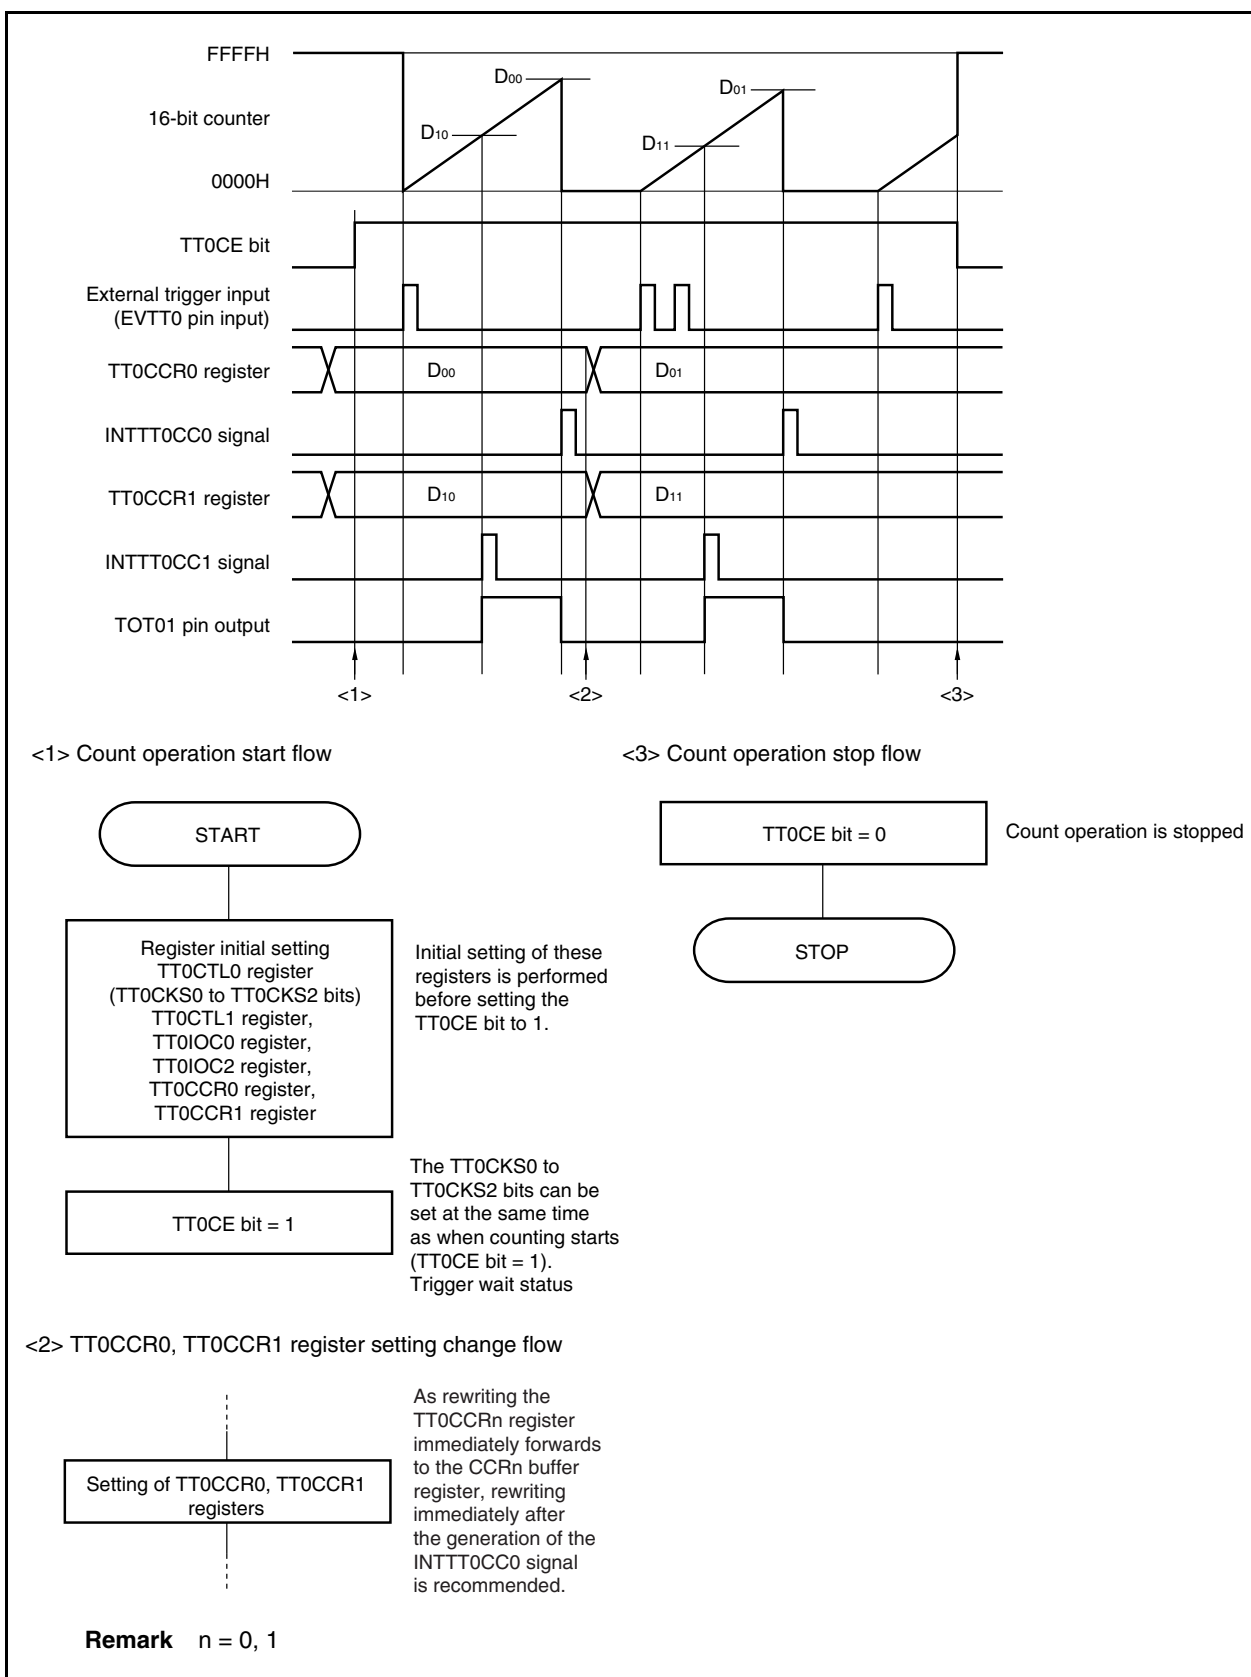 FFFFH
D00
D01
16-bit counter
D10
D11
0000H
TT0CE bit
External trigger input
(EVTT0 pin input)
TT0CCR0 register
D00
D01
INTTT0CC0 signal
TT0CCR1 register
D10
D11
INTTT0CC1 signal
TOT01 pin output
<1>
<2>
<3>
<1> Count operation start flow
START
Register initial setting
TT0CTL0 register
(TT0CKS0 to TT0CKS2 bits)
TT0CTL1 register,
TT0IOC0 register,
TT0IOC2 register,
TT0CCR0 register,
TT0CCR1 register
Initial setting of these
registers is performed
before setting the
TT0CE bit to 1.
TT0CE bit = 1
The TT0CKS0 to
TT0CKS2 bits can be
set at the same time
as when counting starts
(TT0CE bit = 1).
Trigger wait status
<3> Count operation stop flow
TT0CE bit = 0
Count operation is stopped
STOP
<2> TT0CCR0, TT0CCR1 register setting change flow
Setting of TT0CCR0, TT0CCR1
registers
As rewriting the
TT0CCRn register
immediately forwards
to the CCRn buffer
register, rewriting
immediately after
the generation of the
INTTT0CC0 signal
is recommended.
Remark n = 0, 1